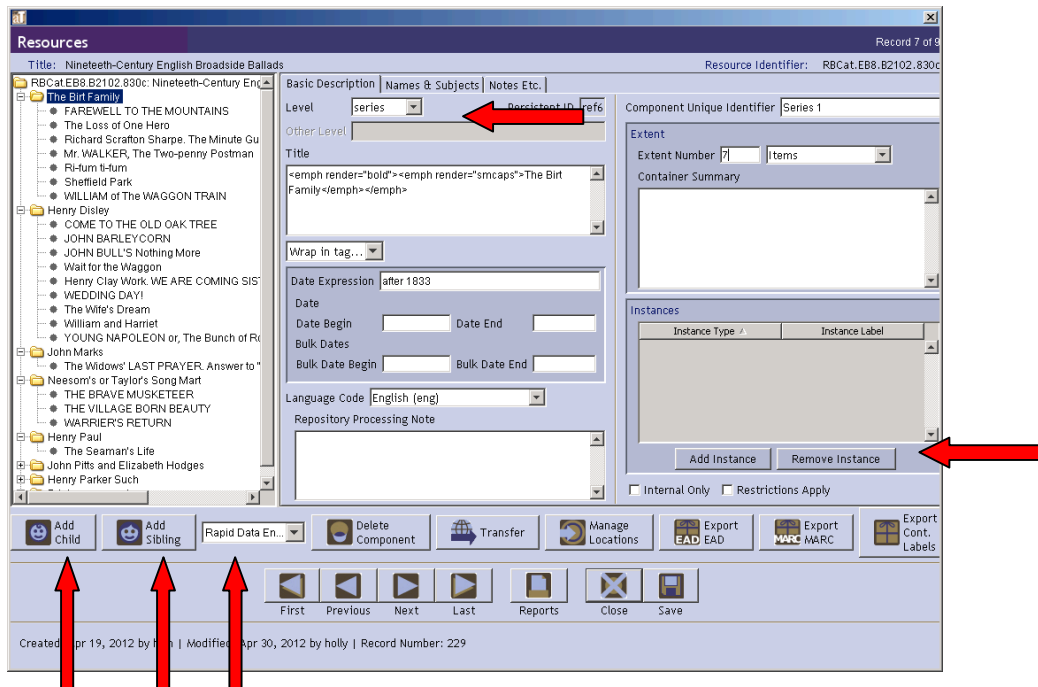 aT
Resources
Record 7 of 9
Title: Nineteeth-Century English Broadside Ballads
Resource Identifier: RBCat.EB8.B2102.830c
RBCat.EB8.B2102.830c: Nineteeth-Century Eng
The Birt Family
FAREWELL TO THE MOUNTAINS
The Loss of One Hero
Richard Scrafton Sharpe. The Minute Gu
Mr. WALKER, The Two-penny Postman
Ri-fum ti-fum
Sheffield Park
WILLIAM of The WAGGON TRAIN
Henry Disley
COME TO THE OLD OAK TREE
JOHN BARLEYCORN
JOHN BULL'S Nothing More
Wait for the Waggon
Henry Clay Work. WE ARE COMING SIS
WEDDING DAY!
The Wife's Dream
William and Harriet
YOUNG NAPOLEON or, The Bunch of Ro
John Marks
The Widows' LAST PRAYER. Answer to "
Neesom's or Taylor's Song Mart
THE BRAVE MUSKETEER
THE VILLAGE BORN BEAUTY
WARRIER'S RETURN
Henry Paul
The Seaman's Life
John Pitts and Elizabeth Hodges
Henry Parker Such
Basic Description Names & Subjects Notes Etc.
Level series Persistent ID ref6
Other Level
Title
<emph render="bold"><emph render="smcaps">The Birt
Family</emph></emph>
Wrap in tag...
Date Expression after 1833
Date
Date Begin Date End
Bulk Dates
Bulk Date Begin Bulk Date End
Language Code English (eng)
Repository Processing Note
Component Unique Identifier Series 1
Extent
Extent Number 7 Items
Container Summary
Instances
Instance Type Instance Label
Add Instance Remove Instance
Internal Only Restrictions Apply
Add Child
Add Sibling
Rapid Data En...
Delete Component
Transfer
Manage Locations
EAD Export EAD
MARC Export MARC
Export Cont. Labels
First Previous Next Last Reports Close Save
Created pr 19, 2012 by h n | Modified Apr 30, 2012 by holly | Record Number: 229